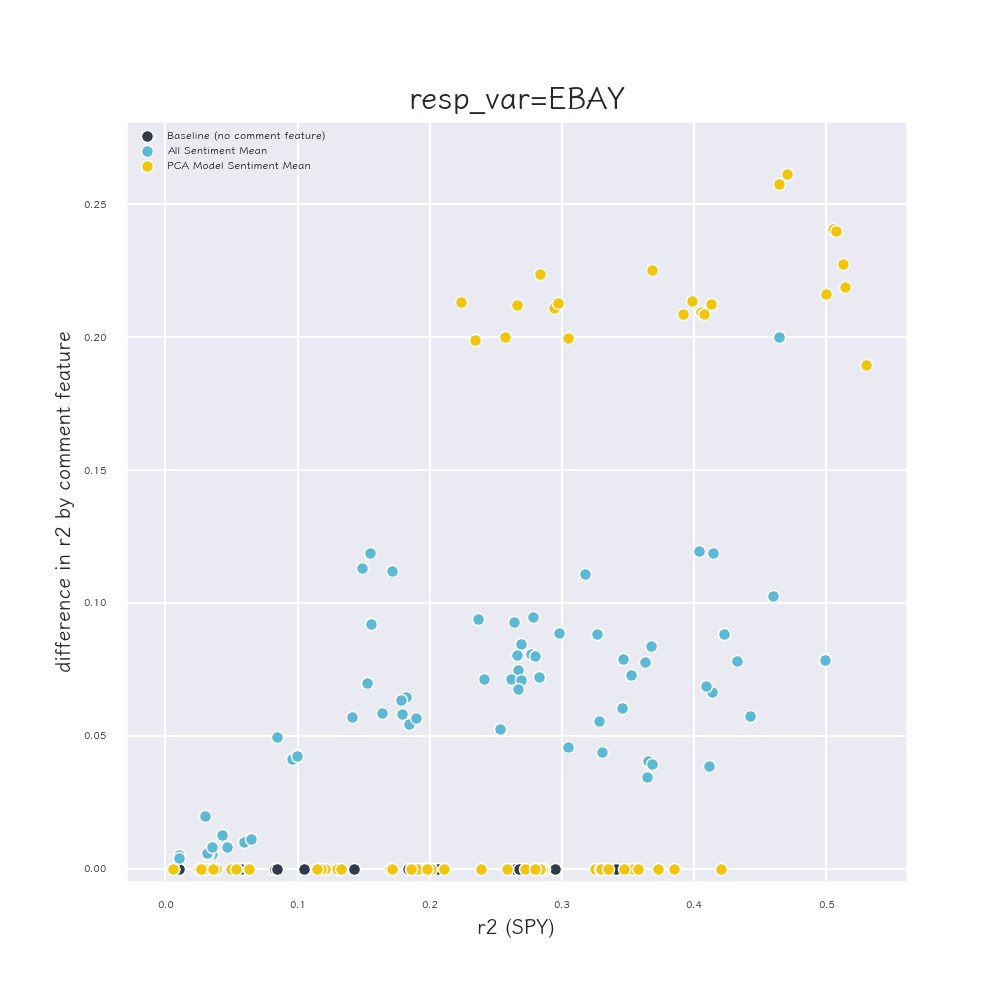 resp_var=EBAY
Baseline (no comment feature)
All Sentiment Mean
PCA Model Sentiment Mean
difference in r2 by comment feature
0.25
0.20
0.15
0.10
0.05
0.00
0.0 0.1 0.2 0.3 0.4 0.5
r2 (SPY)